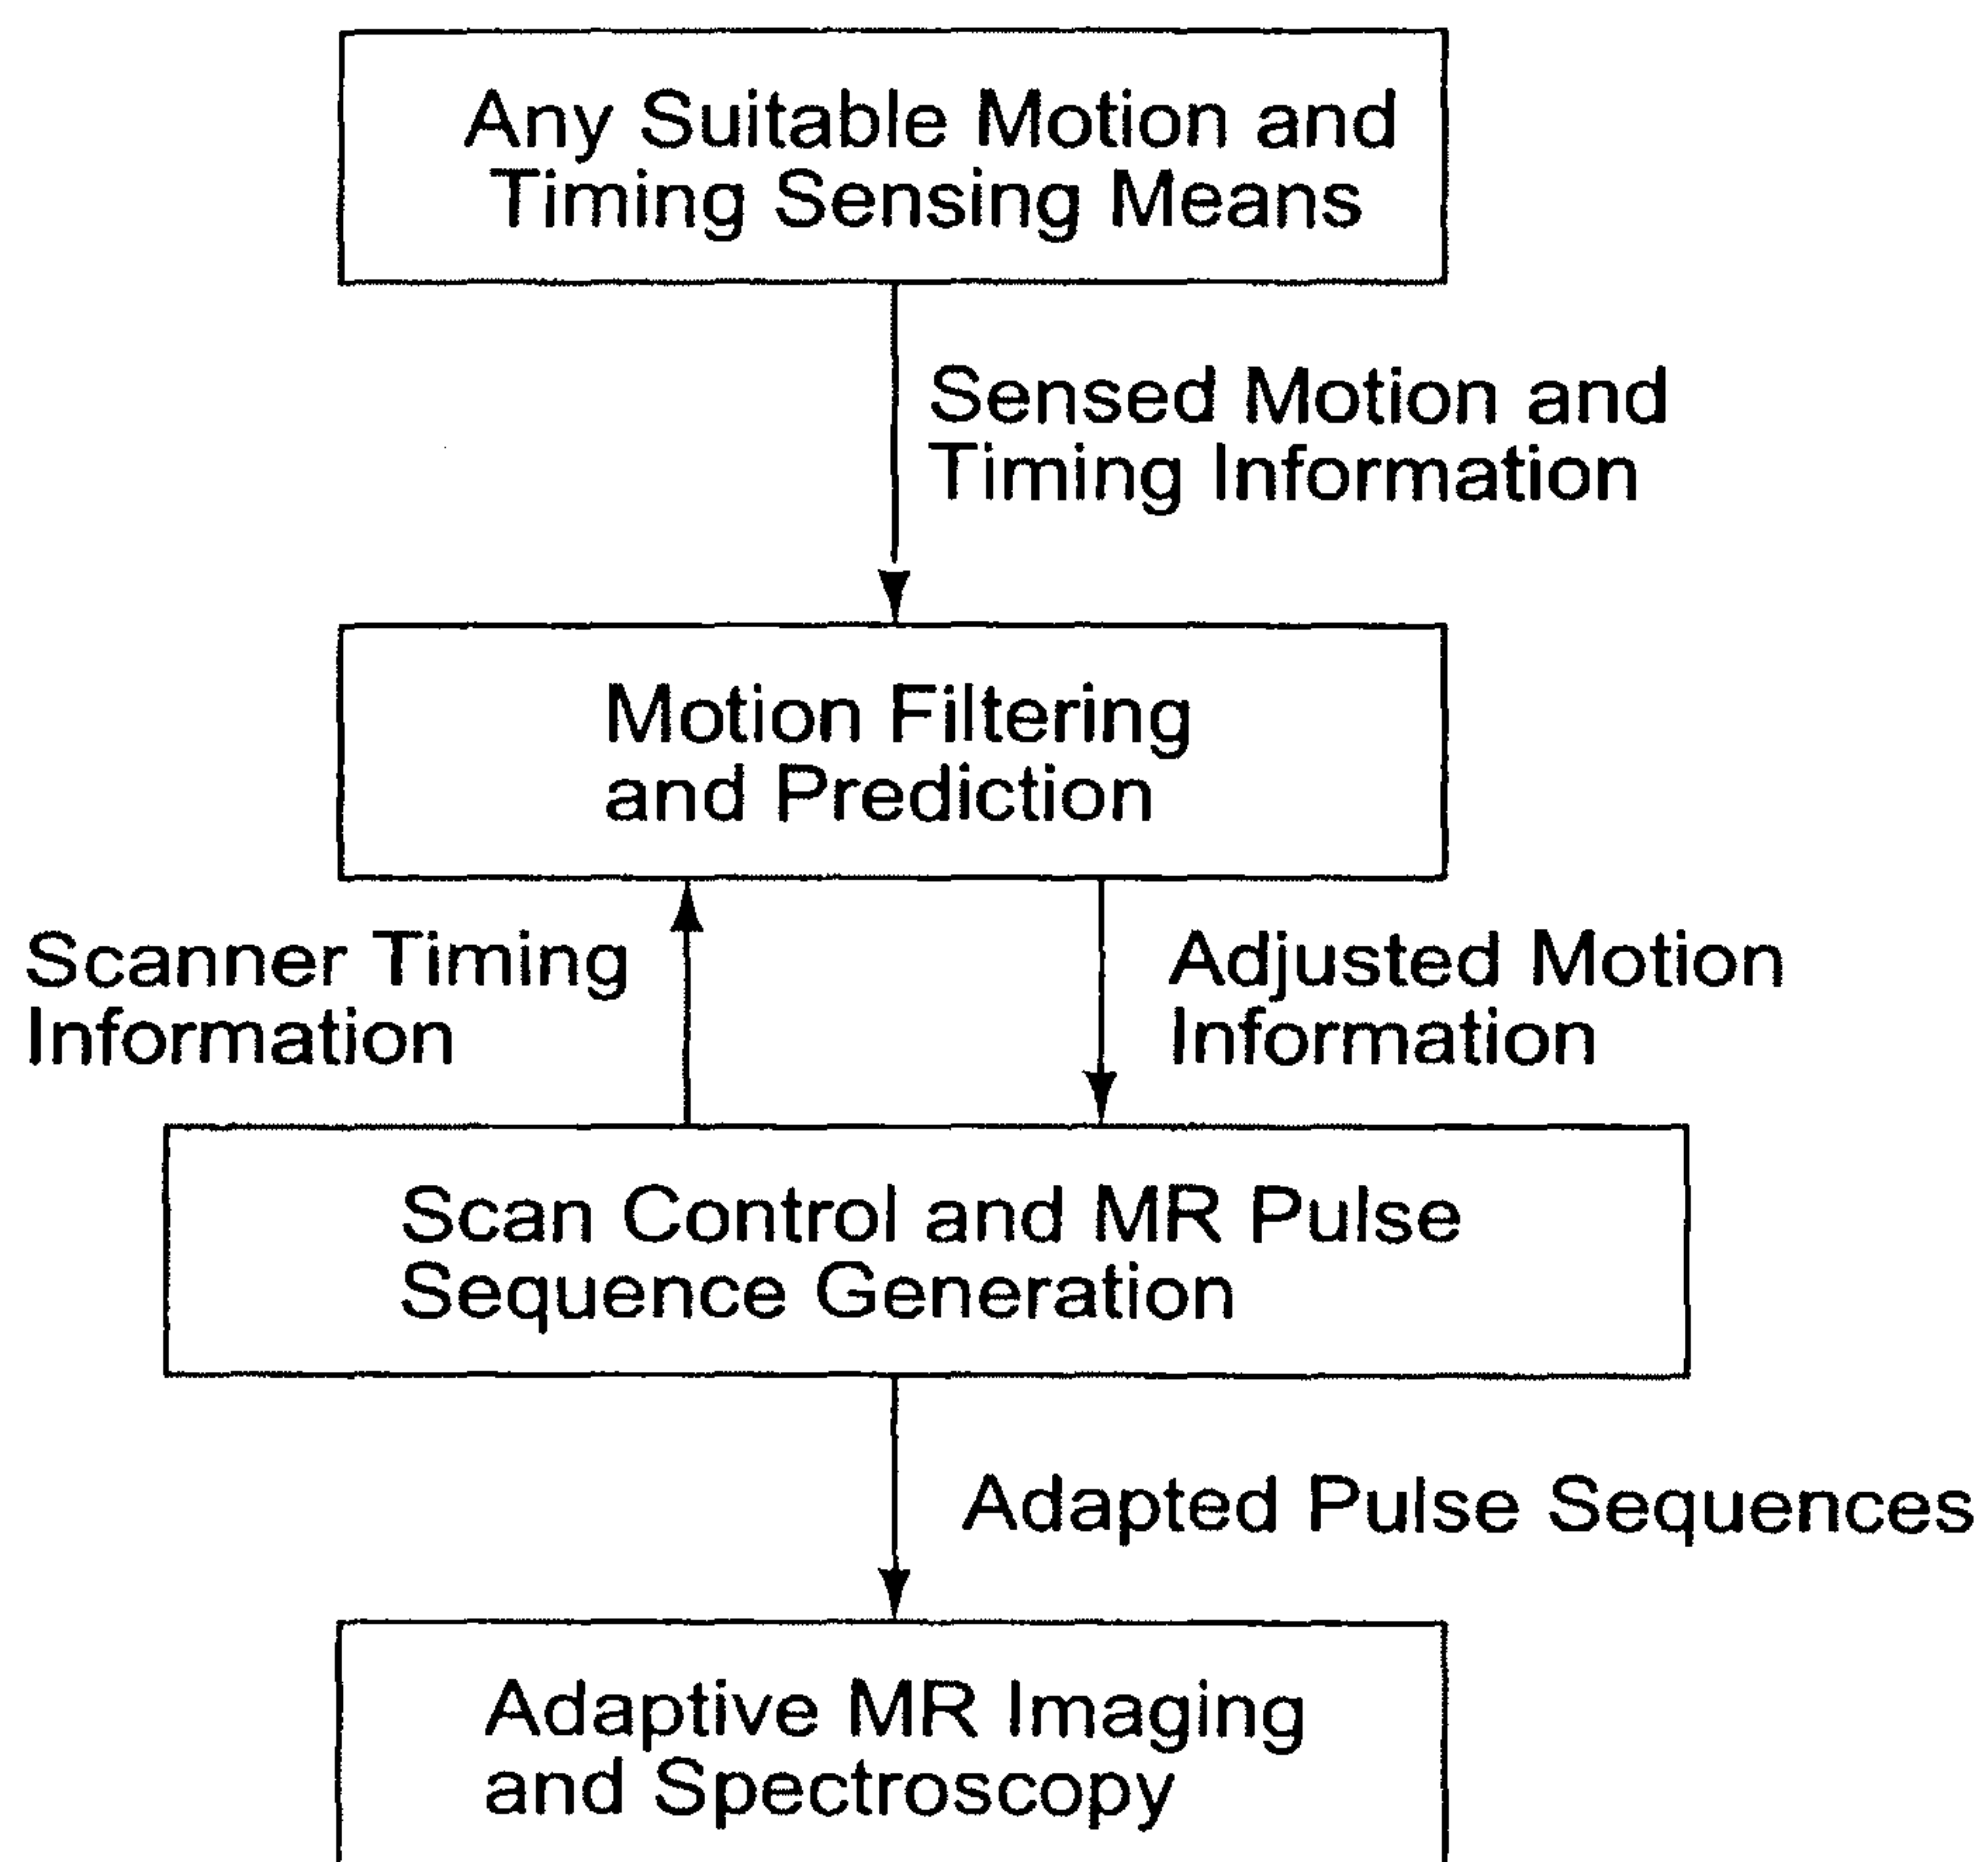 Any Suitable Motion and
Timing Sensing Means
Sensed Motion and
Timing Information
Motion Filtering
and Prediction
Scanner Timing
Information
Adjusted Motion
Information
Scan Control and MR Pulse
Sequence Generation
Adapted Pulse Sequences
Adaptive MR Imaging
and Spectroscopy